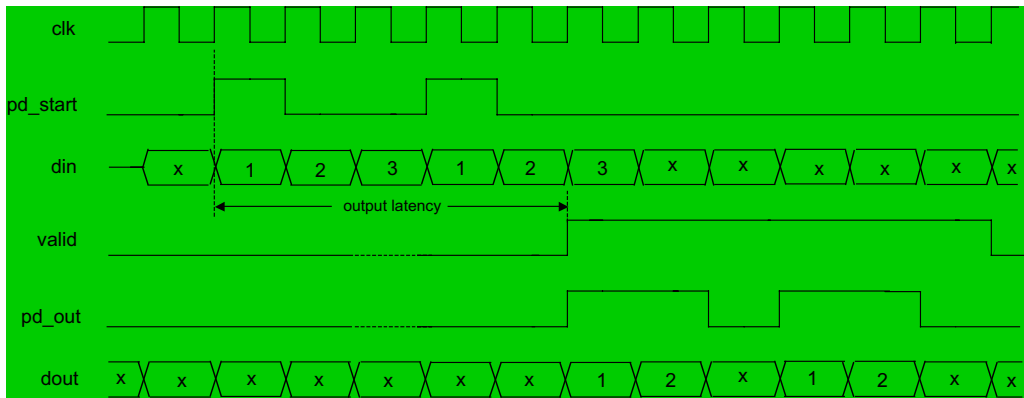 clk
pd_start
din x 1 2 3 1 2 3 x x x x x x
output latency
valid
pd_out
dout x x x x x x x 1 2 x 1 2 x x